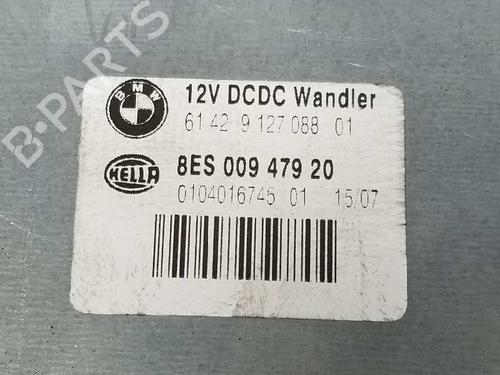 B-PARTS
BMW
12V DCDC Wandler
61 42 9 127 088 01
HELLA
8ES 009 479 20
0104016745 01 15/07